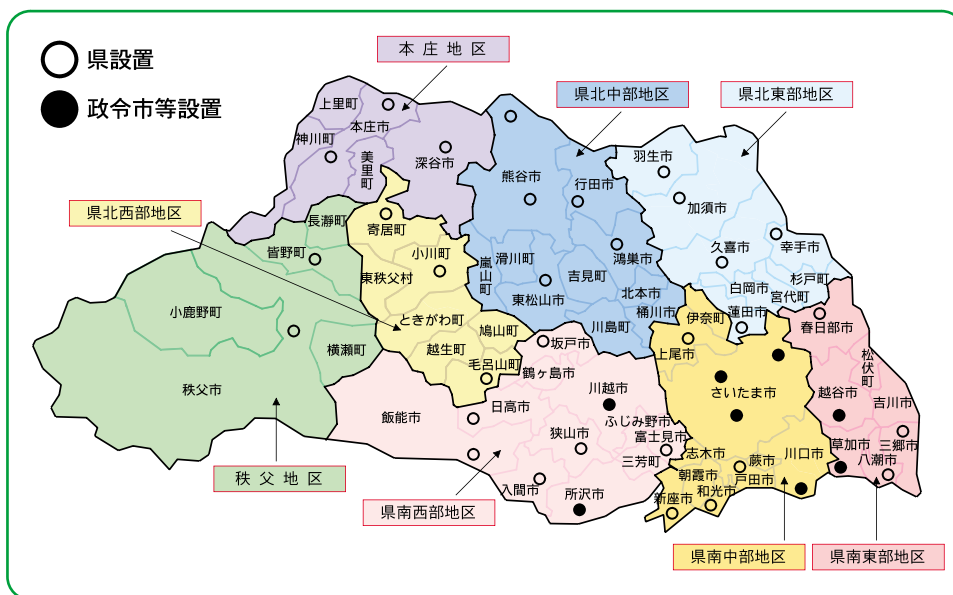 県設置
政令市等設置
本庄地区
県北中部地区
県北東部地区
県北西部地区
秩父地区
県南西部地区
県南中部地区
県南東部地区
上里町
本庄市
神川町
美里町
深谷市
長瀞町
皆野町
小鹿野町
横瀬町
秩父市
寄居町
小川町
東秩父村
ときがわ町
鳩山町
越生町
毛呂山町
熊谷市
行田市
嵐山町
滑川町
吉見町
鴻巣市
東松山市
北本市
桶川市
川島町
羽生市
加須市
久喜市
幸手市
杉戸町
白岡市
宮代町
蓮田市
坂戸市
鶴ヶ島市
川越市
飯能市
日高市
ふじみ野市
富士見市
狭山市
三芳町
入間市
所沢市
伊奈町
上尾市
さいたま市
志木市
蕨市
川口市
朝霞市
戸田市
和光市
新座市
春日部市
松伏町
越谷市
吉川市
草加市
三郷市
八潮市